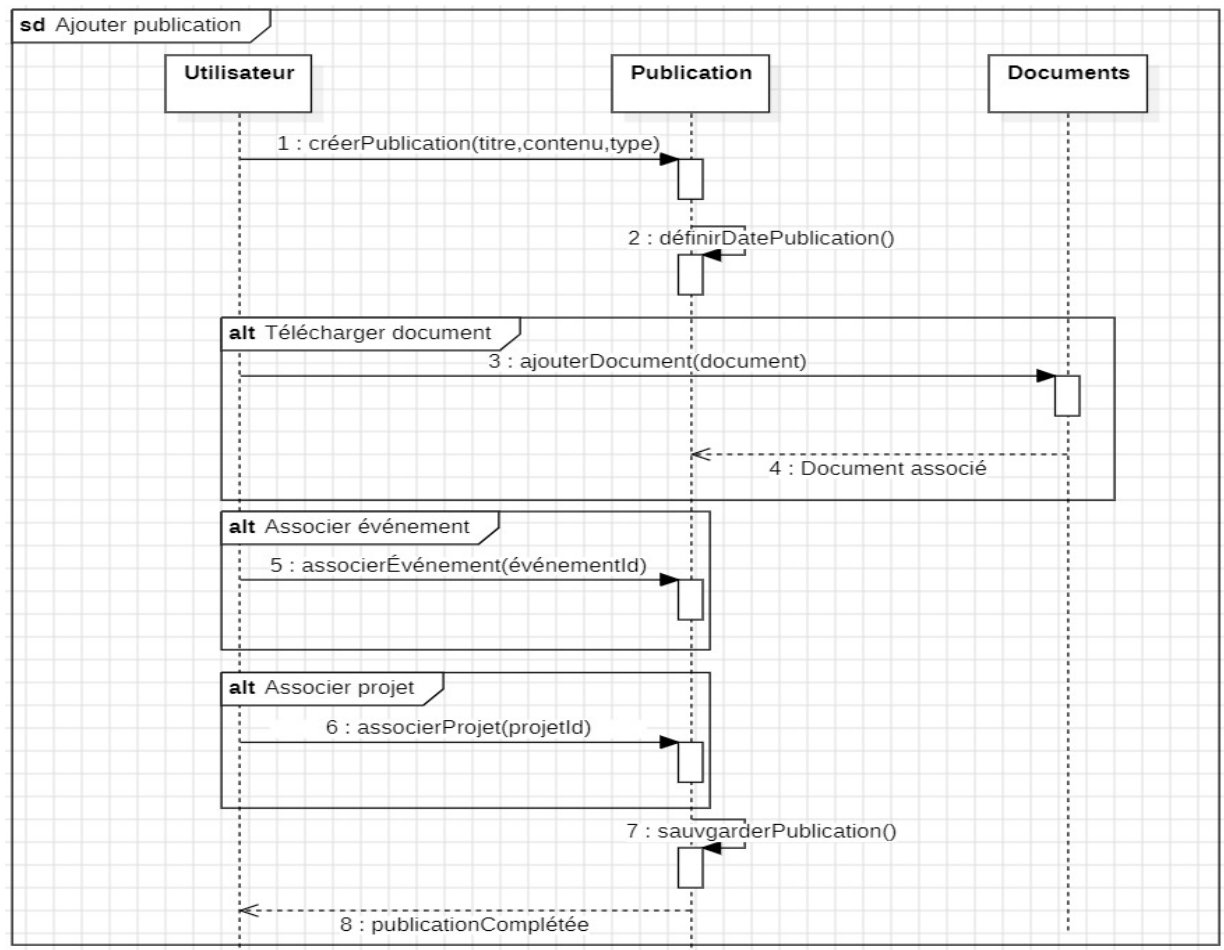 sd Ajouter publication
Utilisateur
Publication
Documents
1 : créerPublication(titre,contenu,type)
2 : définirDatePublication()
alt Télécharger document
3 : ajouterDocument(document)
4 : Document associé
alt Associer événement
5 : associerÉvénement(événementId)
alt Associer projet
6 : associerProjet(projetId)
7 : sauvgarderPublication()
8 : publicationComplétée